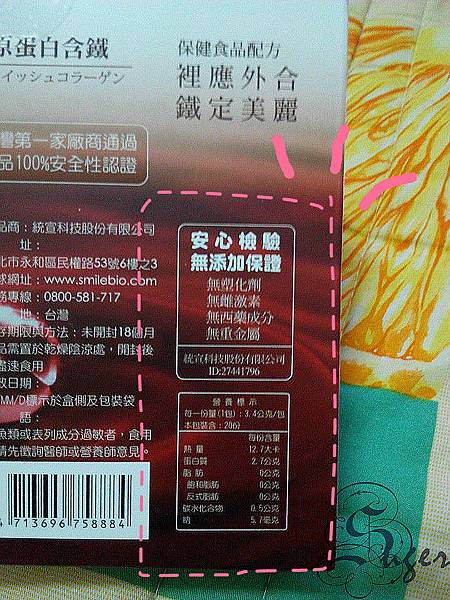 原蛋白含鐵
イッシュコラーゲン
保健食品配方
裡應外合
鐵定美麗
灣第一家廠商通過
品100%安全性認證
品商：統宣科技股份有限公司
址：
北市永和區民權路53號6樓之3
球網址：www.smilebio.com
務專線：0800-581-717
地：台灣
存期限與方法：未開封18個月
品需置於乾燥陰涼處，開封後
儘速食用
效日期：
MM/D標示於盒側及包裝袋
語：
魚類或表列成分過敏者，食用
請先徵詢醫師或營養師意見。
4 713696 758884
安心檢驗
無添加保證
無塑化劑
無雌激素
無西藥成分
無重金屬
統宣科技股份有限公司
ID:27441796
營養標示
每一份量(1包)：3.4公克/包
本包裝含：20份
每份含量
熱量 12.7大卡
蛋白質 2.7公克
脂肪 0公克
飽和脂肪 0公克
反式脂肪 0公克
碳水化合物 0.5公克
鈉 5.7毫克
Suger